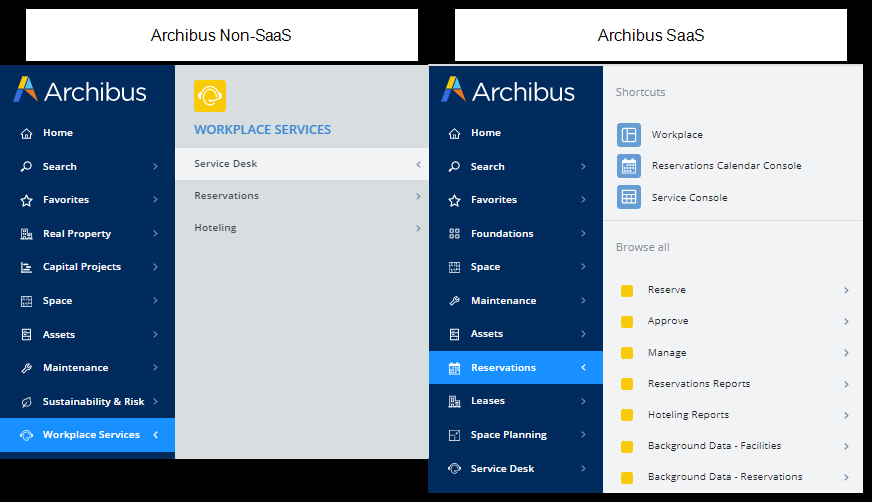 Archibus Non-SaaS
Archibus SaaS
Archibus
Home
Search
Favorites
Real Property
Capital Projects
Space
Assets
Maintenance
Sustainability & Risk
Workplace Services
WORKPLACE SERVICES
Service Desk
Reservations
Hoteling
Archibus
Home
Search
Favorites
Foundations
Space
Maintenance
Assets
Reservations
Leases
Space Planning
Service Desk
Shortcuts
Workplace
Reservations Calendar Console
Service Console
Browse all
Reserve
Approve
Manage
Reservations Reports
Hoteling Reports
Background Data - Facilities
Background Data - Reservations